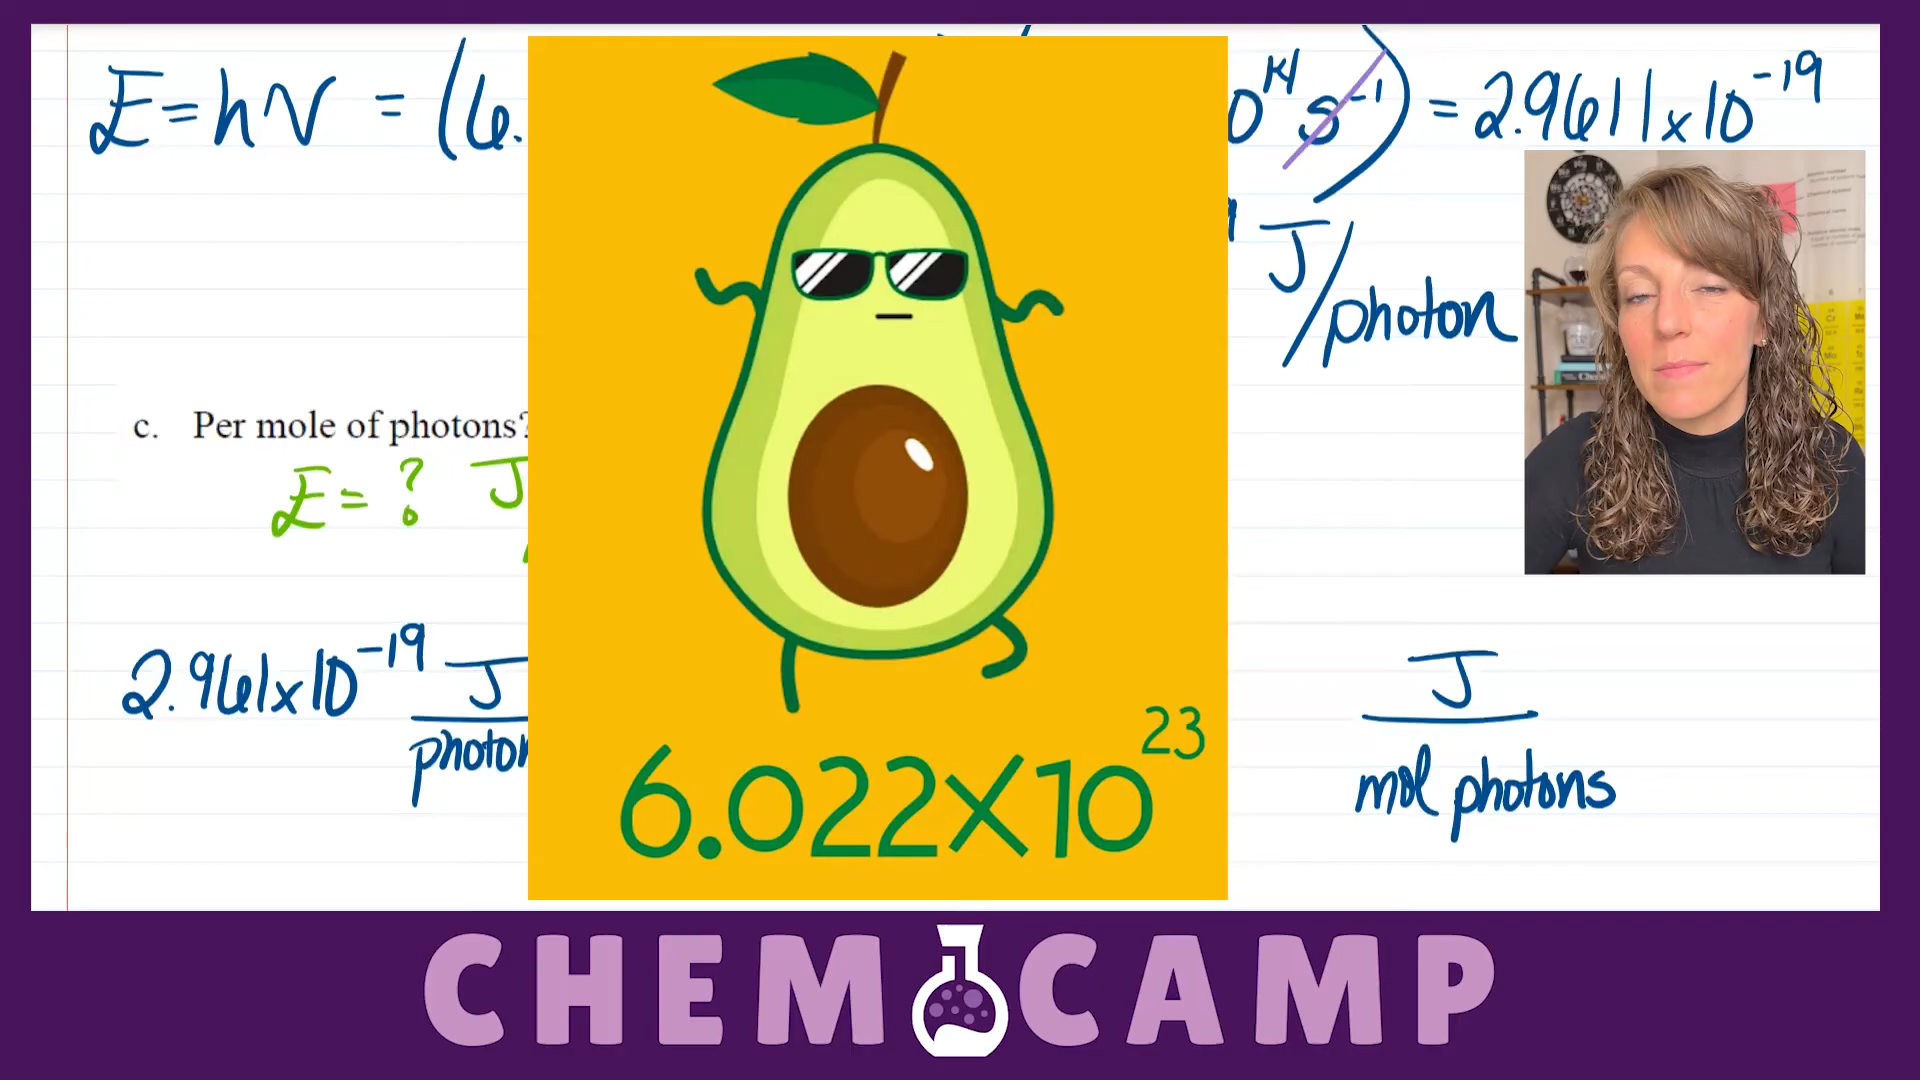 E = hν = (6.
0¹⁴ s⁻¹) = 2.9611 x 10⁻¹⁹
J/photon
c. Per mole of photons?
E = ? J
2.961 x 10⁻¹⁹ J
photon
J
mol photons
6.022X10²³
CHEM CAMP